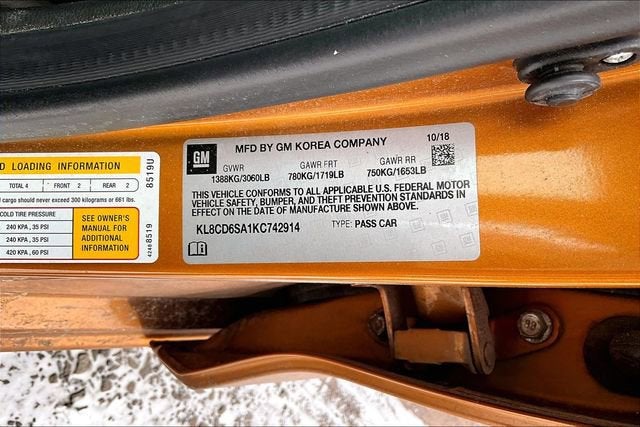 D LOADING INFORMATION
TOTAL 4 FRONT 2 REAR 2
cargo should never exceed 300 kilograms or 661 lbs.
COLD TIRE PRESSURE
240 KPA, 35 PSI
240 KPA, 35 PSI
420 KPA, 60 PSI
SEE OWNER'S
MANUAL FOR
ADDITIONAL
INFORMATION
8519U
42488519
GM
MFD BY GM KOREA COMPANY
10/18
GVWR GAWR FRT GAWR RR
1388KG/3060LB 780KG/1719LB 750KG/1653LB
THIS VEHICLE CONFORMS TO ALL APPLICABLE U.S. FEDERAL MOTOR
VEHICLE SAFETY, BUMPER, AND THEFT PREVENTION STANDARDS IN
EFFECT ON THE DATE OF MANUFACTURE SHOWN ABOVE.
KL8CD6SA1KC742914 TYPE: PASS CAR